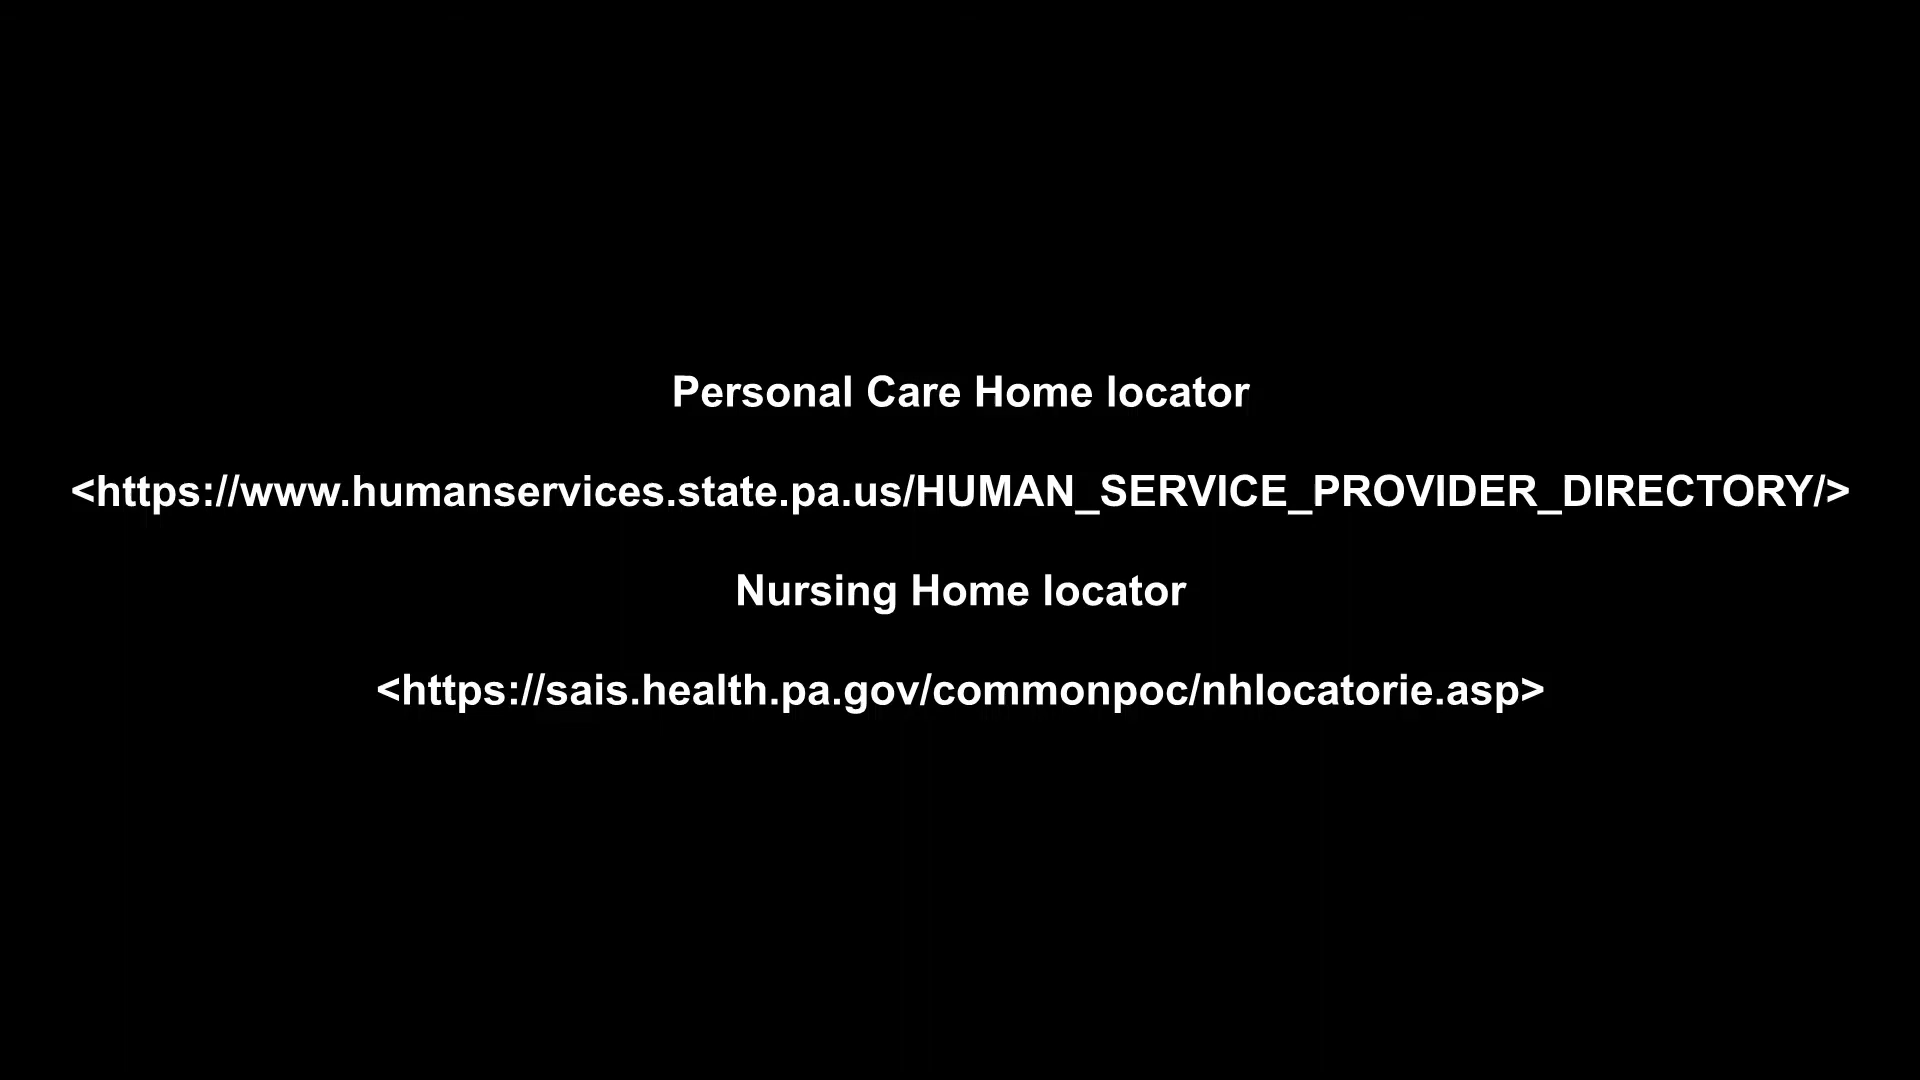 Personal Care Home locator
<https://www.humanservices.state.pa.us/HUMAN_SERVICE_PROVIDER_DIRECTORY/>
Nursing Home locator
<https://sais.health.pa.gov/commonpoc/nhlocatorie.asp>